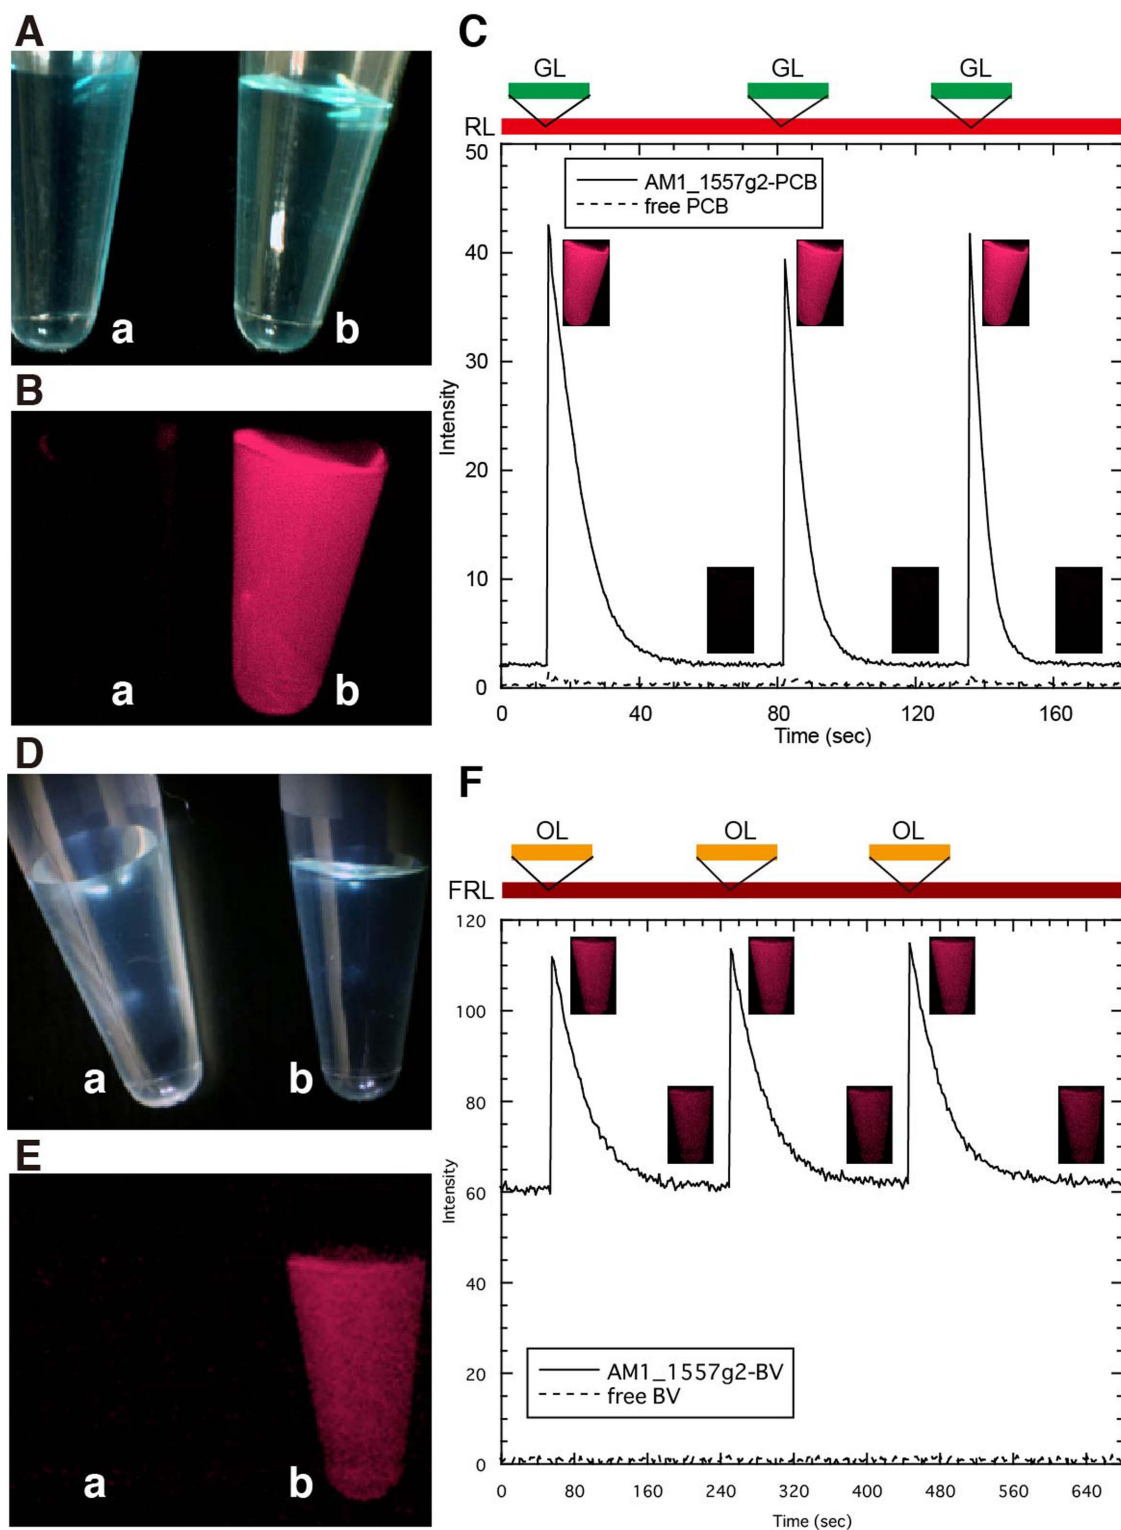 A
a
b
B
a
b
C
GL GL GL
RL
50
40
30
20
10
0
Intensity
AM1_1557g2-PCB
free PCB
0 40 80 120 160
Time (sec)
D
a
b
E
a
b
F
OL OL OL
FRL
120
100
80
60
40
20
0
Intensity
AM1_1557g2-BV
free BV
0 80 160 240 320 400 480 560 640
Time (sec)